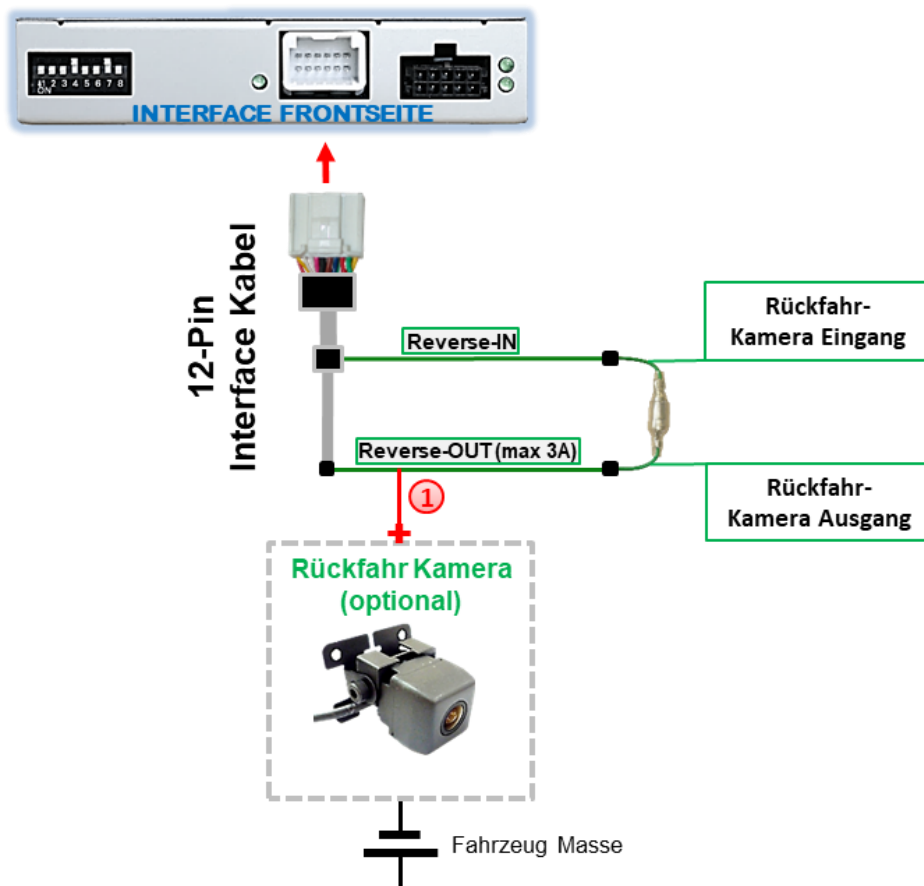 ON
1 2 3 4 5 6 7 8
INTERFACE FRONTSEITE
12-Pin
Interface Kabel
Reverse-IN
Rückfahr-
Kamera Eingang
Reverse-OUT (max 3A)
Rückfahr-
Kamera Ausgang
1
Rückfahr Kamera
(optional)
Fahrzeug Masse